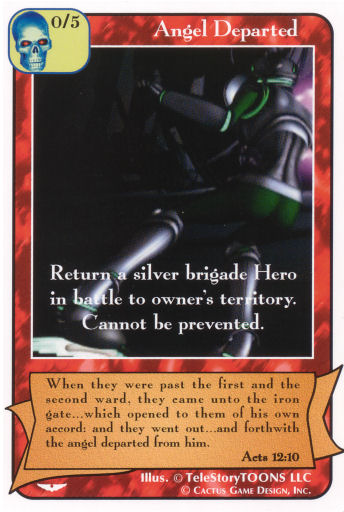 0/5
Angel Departed
Return a silver brigade Hero
in battle to owner's territory.
Cannot be prevented.
When they were past the first and the
second ward, they came unto the iron
gate...which opened to them of his own
accord: and they went out...and forthwith
the angel departed from him.
Acts 12:10
Illus. © TeleStoryTOONS LLC
© Cactus Game Design, Inc.